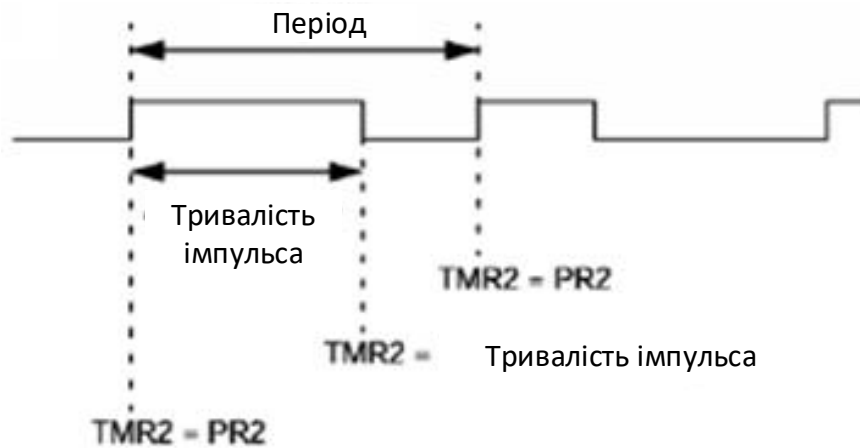 Період
Тривалість
імпульса
TMR2 = PR2
TMR2 = Тривалість імпульса
TMR2 = PR2